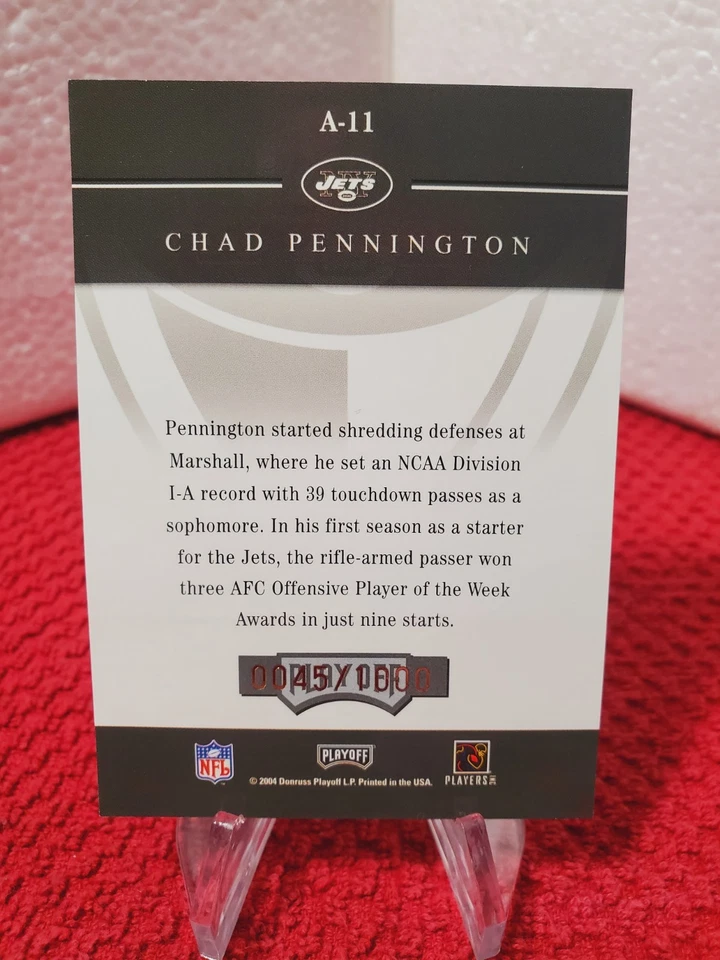 A-11
NY
JETS
CHAD PENNINGTON
Pennington started shredding defenses at
Marshall, where he set an NCAA Division
I-A record with 39 touchdown passes as a
sophomore. In his first season as a starter
for the Jets, the rifle-armed passer won
three AFC Offensive Player of the Week
Awards in just nine starts.
PLAYOFF
0045/1000
NFL
PLAYOFF
PLAYERS INC
© 2004 Donruss Playoff L.P. Printed in the USA.